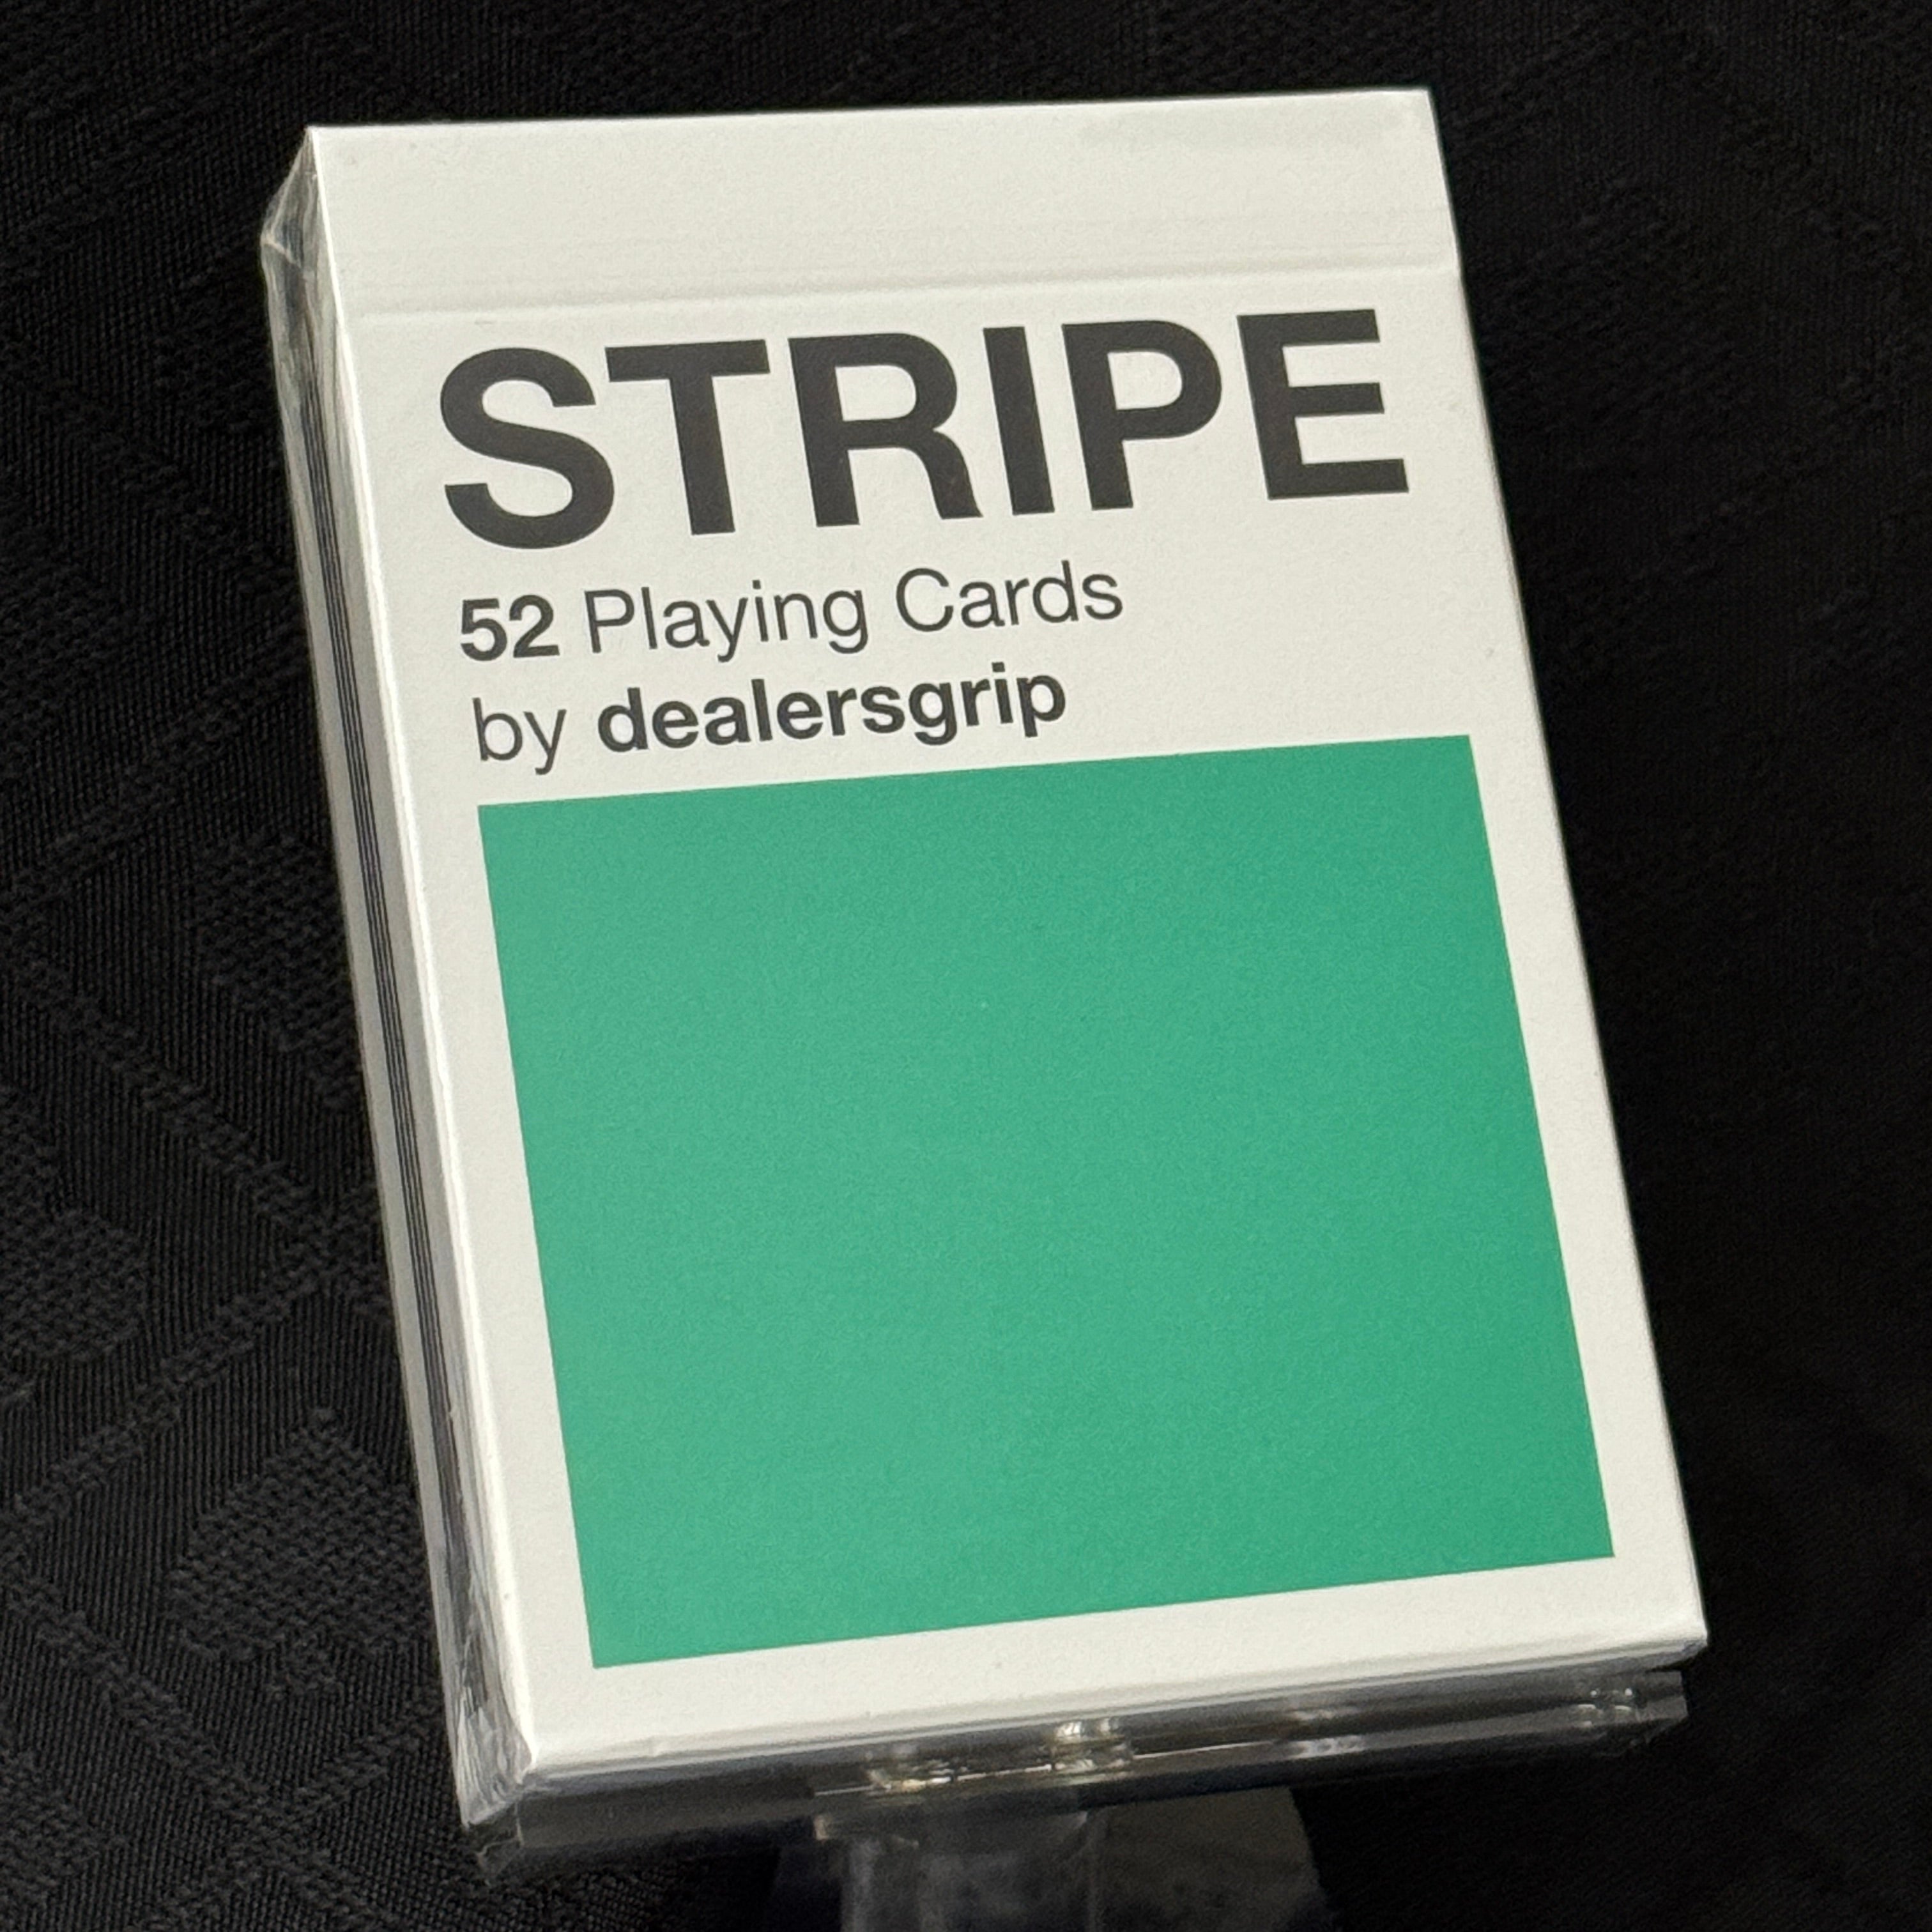 STRIPE
52 Playing Cards
by dealersgrip